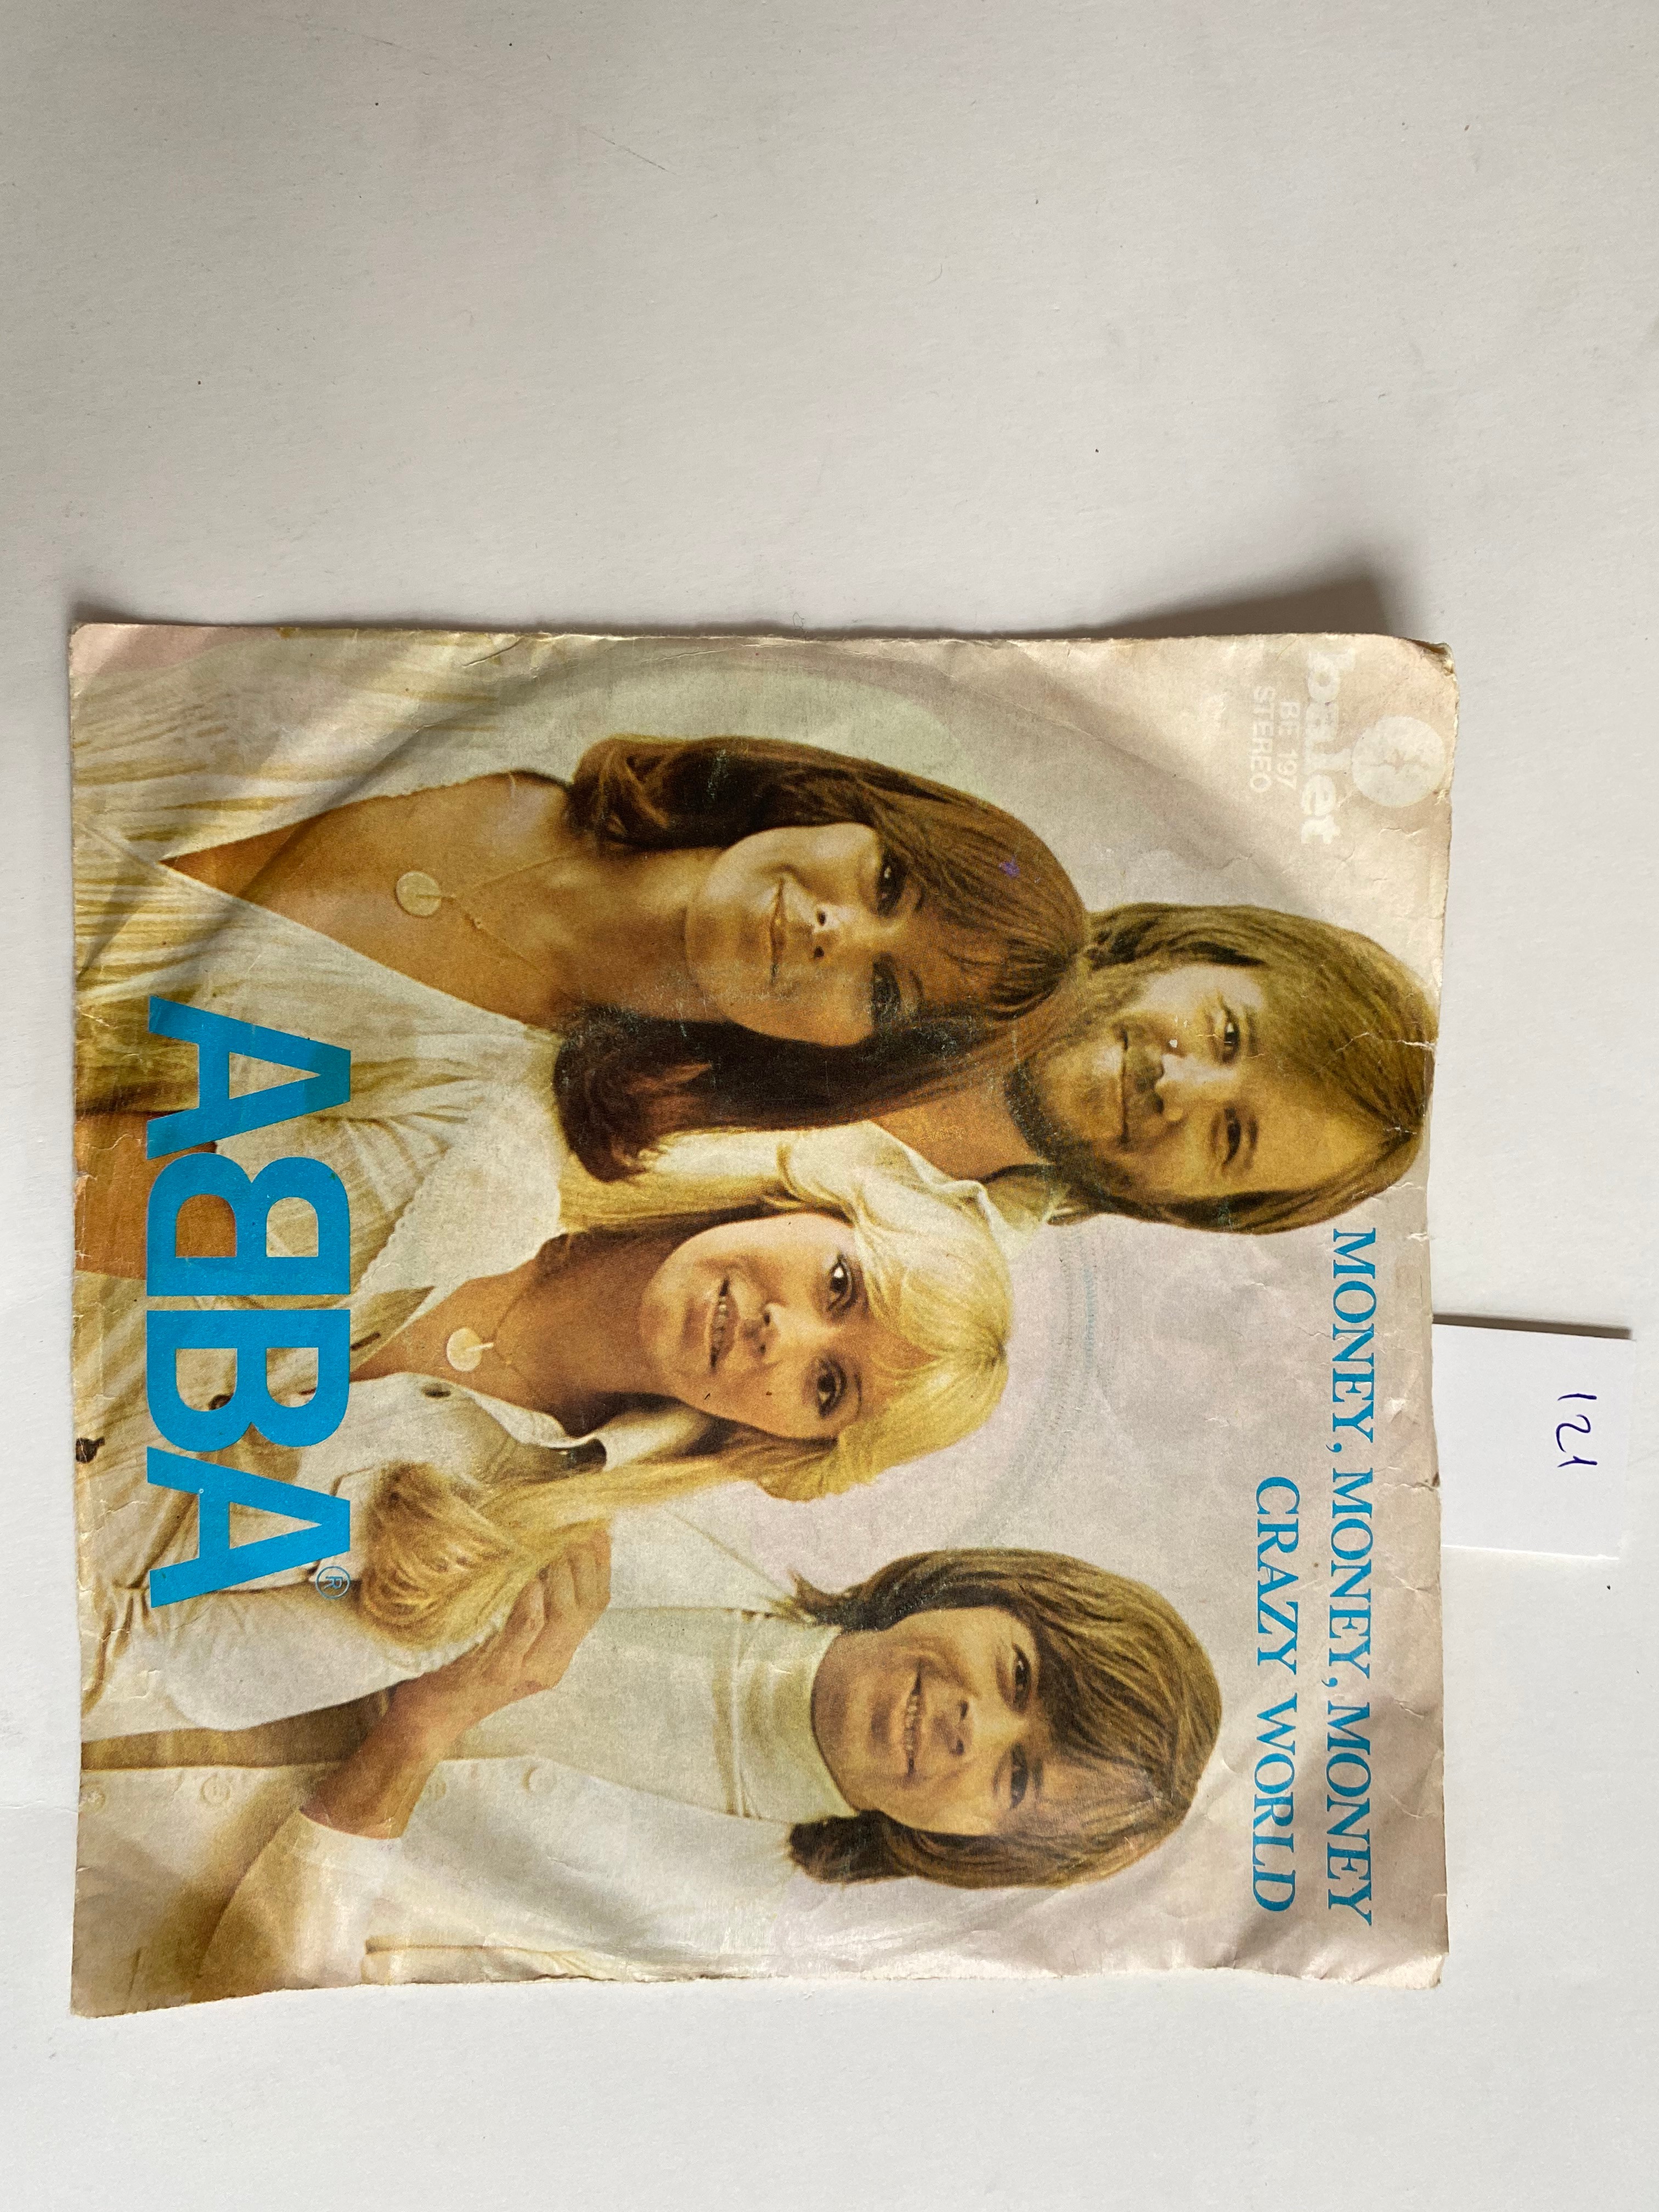 balet
BE 197
STEREO
MONEY, MONEY, MONEY
CRAZY WORLD
ABBA®
121